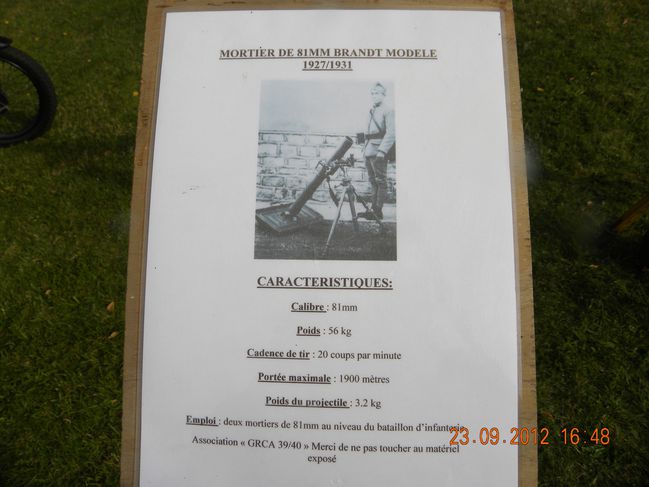 MORTIER DE 81MM BRANDT MODELE
1927/1931
CARACTERISTIQUES:
Calibre : 81mm
Poids : 56 kg
Cadence de tir : 20 coups par minute
Portée maximale : 1900 mètres
Poids du projectile : 3.2 kg
Emploi : deux mortiers de 81mm au niveau du bataillon d'infanterie
Association « GRCA 39/40 » Merci de ne pas toucher au matériel
exposé
23.09.2012 16:48